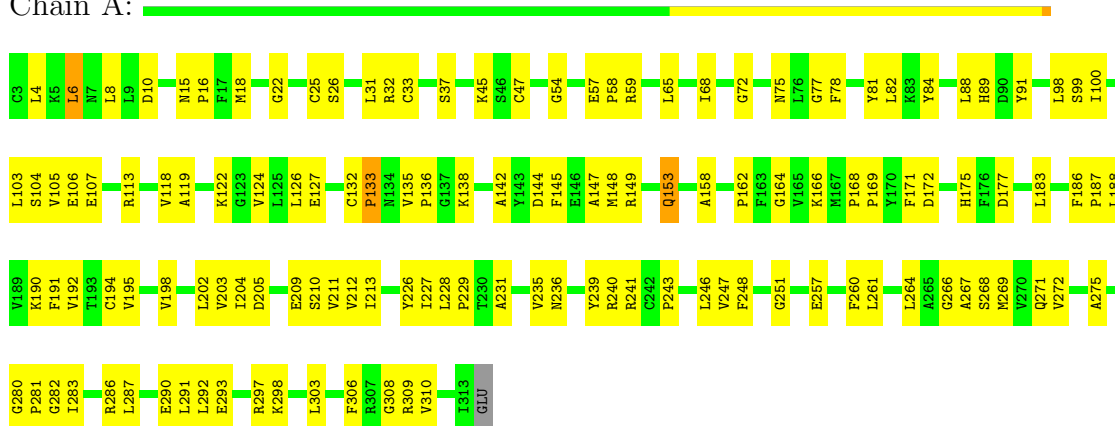 Chain A:
C3 L4 K5 L6 N7 L8 L9 D10 N15 P16 F17 M18 G22 C25 S26 L31 R32 C33 S37 K45 S46 C47 G54 E57 P58 R59 L65 I68 G72 N75 L76 G77 F78 Y81 L82 K83 Y84 L88 H89 D90 Y91 L98 S99 I100
L103 S104 V105 E106 E107 R113 V118 A119 K122 G123 V124 L125 L126 E127 C132 P133 N134 V135 P136 G137 K138 A142 Y143 D144 F145 E146 A147 M148 R149 Q153 A158 P162 F163 G164 V165 K166 M167 P168 P169 Y170 F171 D172 H175 F176 D177 L183 F186 P187 L188
V189 K190 F191 V192 T193 C194 V195 V198 L202 V203 I204 D205 E209 S210 V211 V212 I213 Y226 I227 L228 P229 T230 A231 V235 N236 Y239 R240 R241 C242 P243 L246 V247 F248 G251 E257 F260 L261 L264 A265 G266 A267 S268 M269 V270 Q271 V272 A275
G280 P281 G282 I283 R286 L287 E290 L291 L292 E293 R297 K298 L303 F306 R307 G308 R309 V310 I313 GLU